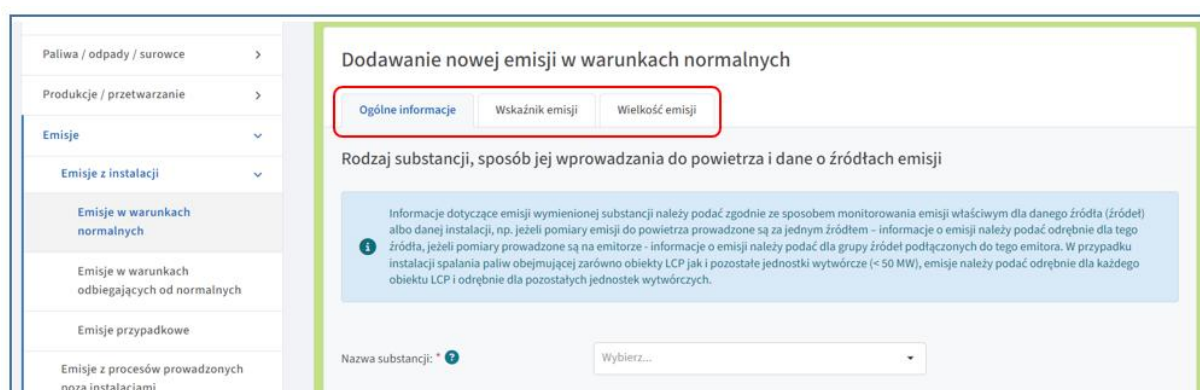 Paliwa / odpady / surowce
Produkcje / przetwarzanie
Emisje
Emisje z instalacji
Emisje w warunkach
normalnych
Emisje w warunkach
odbiegających od normalnych
Emisje przypadkowe
Emisje z procesów prowadzonych
poza instalacjami
Dodawanie nowej emisji w warunkach normalnych
Ogólne informacje
Wskaźnik emisji
Wielkość emisji
Rodzaj substancji, sposób jej wprowadzania do powietrza i dane o źródłach emisji
Informacje dotyczące emisji wymienionej substancji należy podać zgodnie ze sposobem monitorowania emisji właściwym dla danego źródła (źródeł)
albo danej instalacji, np. jeżeli pomiary emisji do powietrza prowadzone są za jednym źródłem – informacje o emisji należy podać odrębnie dla tego
źródła, jeżeli pomiary prowadzone są na emitorze - informacje o emisji należy podać dla grupy źródeł podłączonych do tego emitora. W przypadku
instalacji spalania paliw obejmującej zarówno obiekty LCP jak i pozostałe jednostki wytwórcze (< 50 MW), emisje należy podać odrębnie dla każdego
obiektu LCP i odrębnie dla pozostałych jednostek wytwórczych.
Nazwa substancji: * ?
Wybierz...